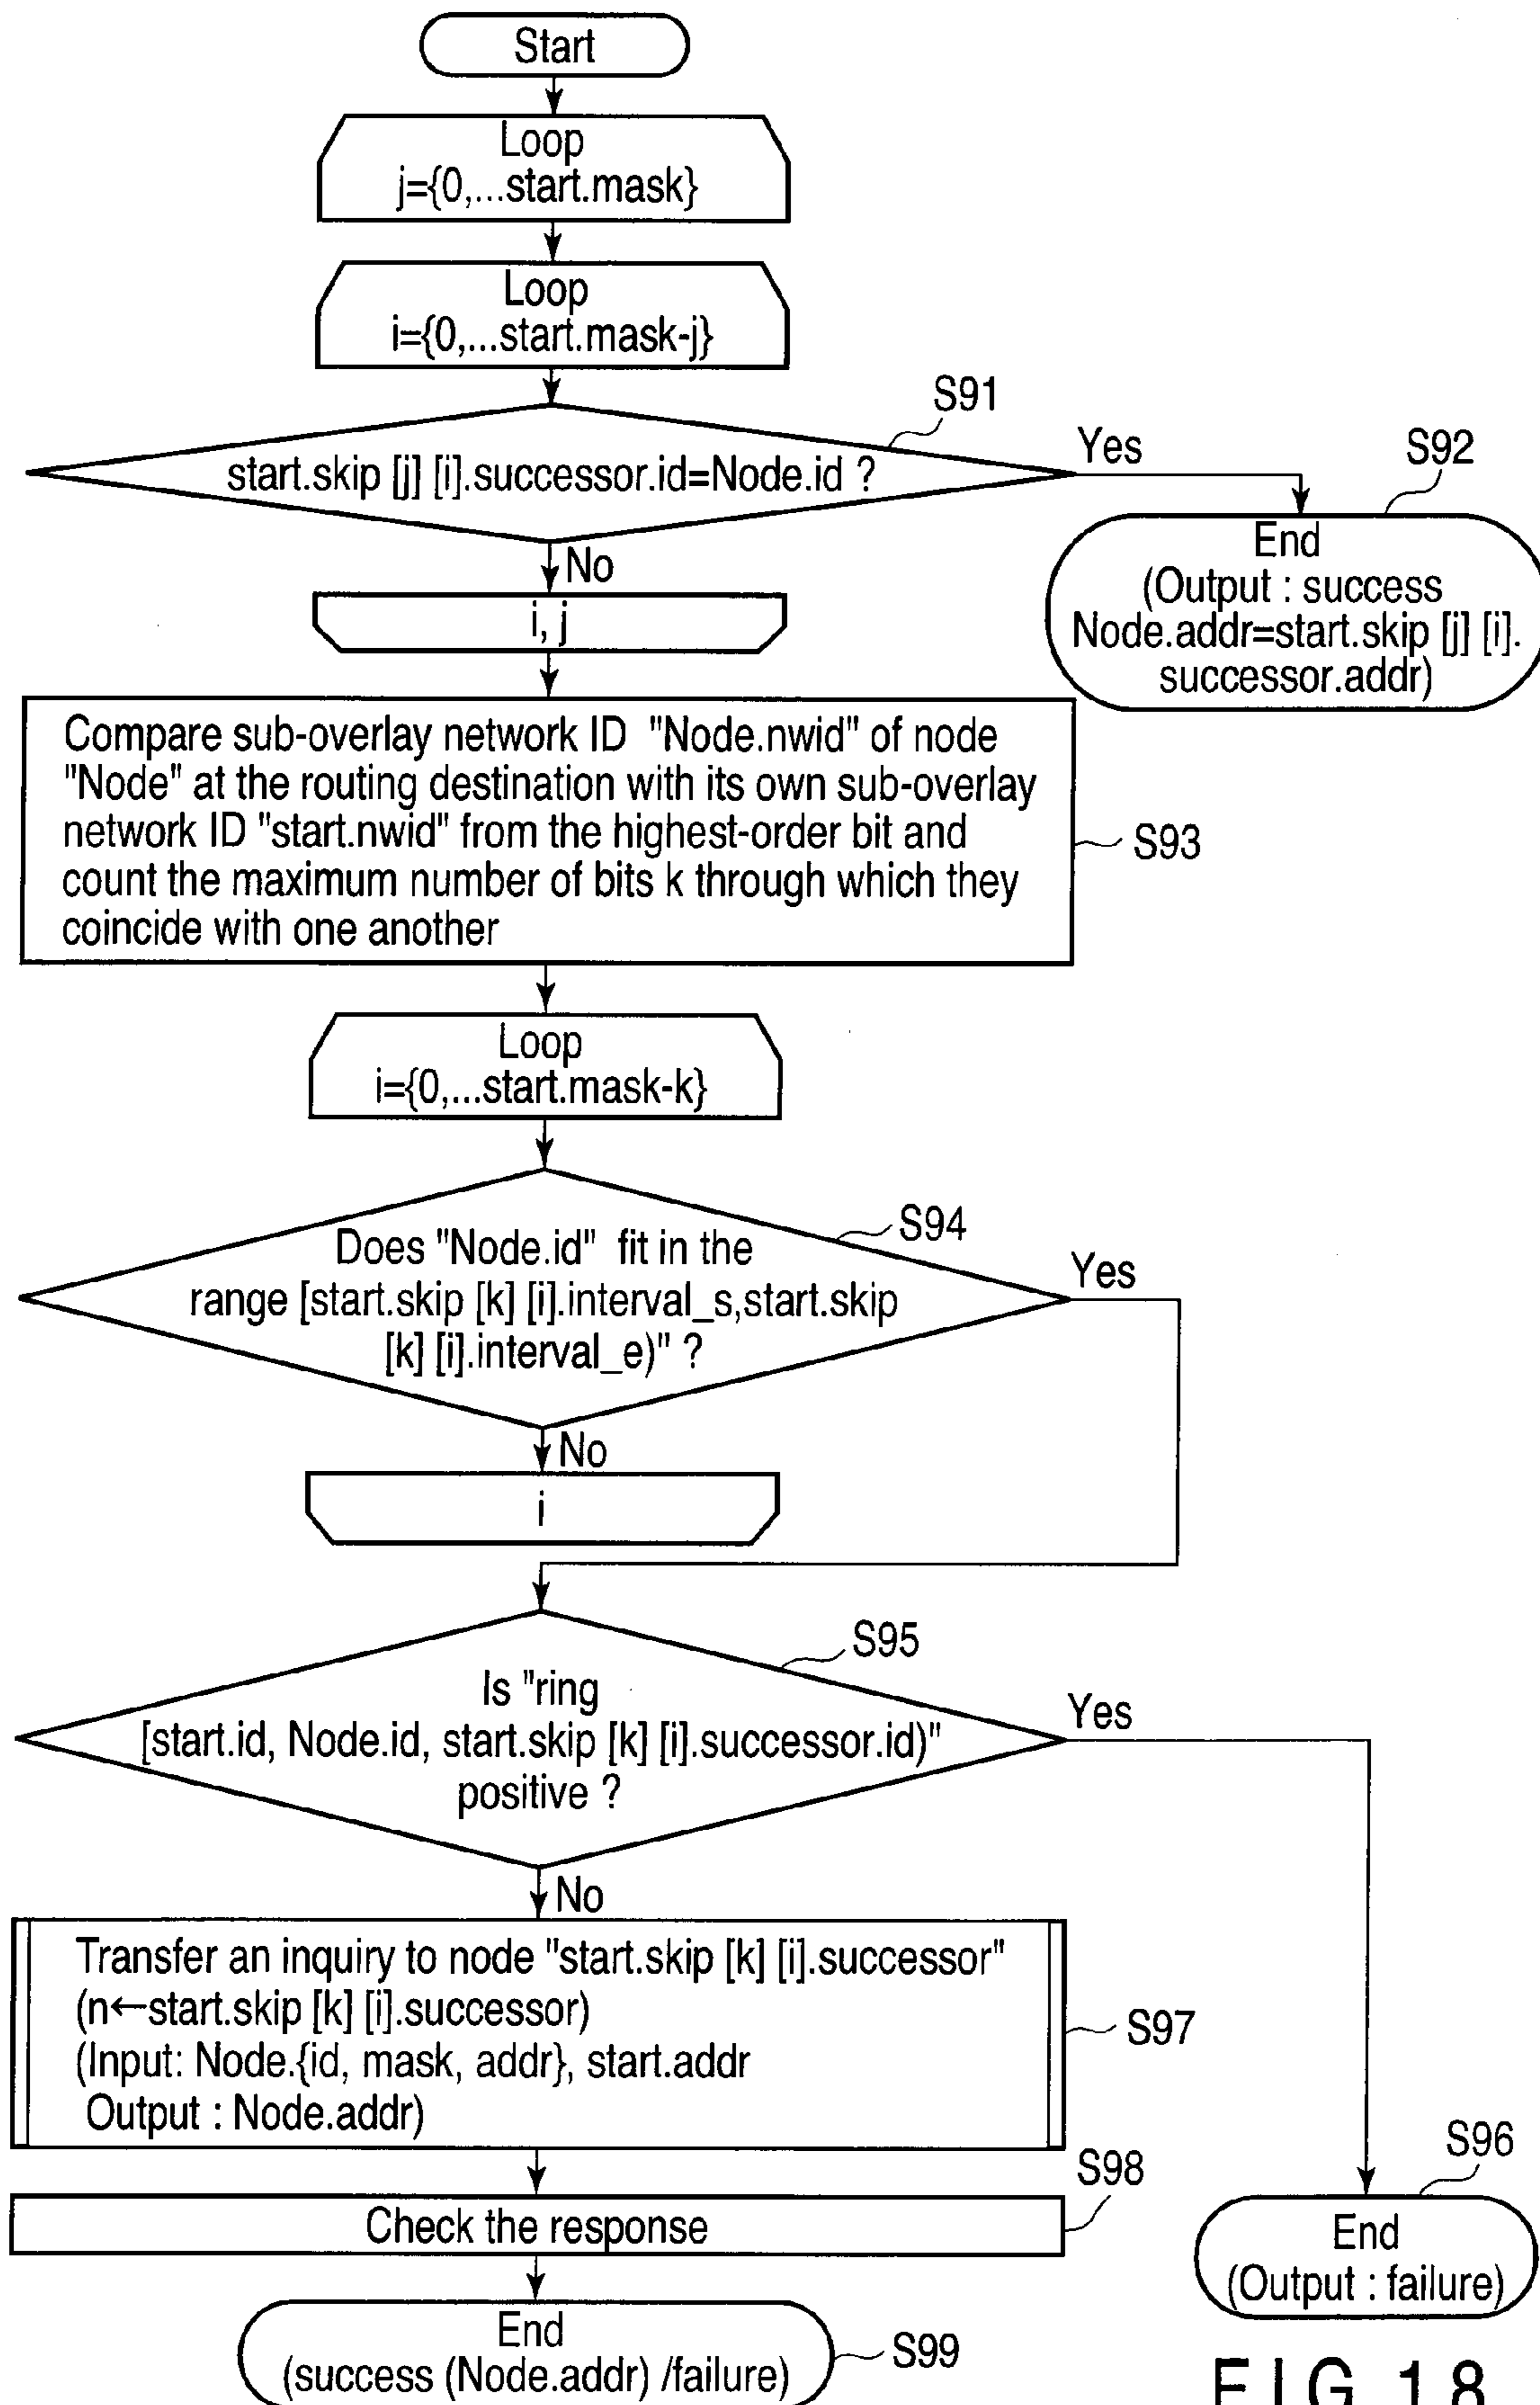 Start
Loop
j={0,...start.mask}
Loop
i={0,...start.mask-j}
S91
start.skip [j] [i].successor.id=Node.id ?
Yes
S92
End
(Output : success
Node.addr=start.skip [j] [i].
successor.addr)
No
i, j
Compare sub-overlay network ID "Node.nwid" of node
"Node" at the routing destination with its own sub-overlay
network ID "start.nwid" from the highest-order bit and
count the maximum number of bits k through which they
coincide with one another
S93
Loop
i={0,...start.mask-k}
S94
Does "Node.id" fit in the
range [start.skip [k] [i].interval_s,start.skip
[k] [i].interval_e)" ?
Yes
No
i
S95
Is "ring
[start.id, Node.id, start.skip [k] [i].successor.id)"
positive ?
Yes
No
Transfer an inquiry to node "start.skip [k] [i].successor"
(n←start.skip [k] [i].successor)
(Input: Node.{id, mask, addr}, start.addr
Output : Node.addr)
S97
S98
Check the response
S96
End
(Output : failure)
End
(success (Node.addr) /failure)
S99
FIG. 18